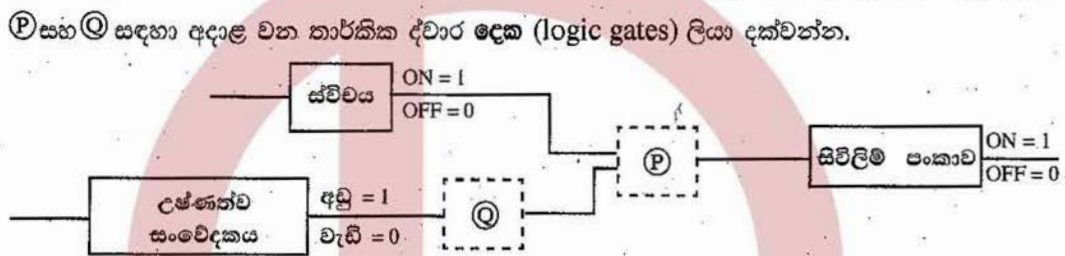 Ⓟ සහ Ⓠ සඳහා අදාළ වන තාර්කික ද්වාර දෙක (logic gates) ලියා දක්වන්න.
ස්විචය
ON = 1
OFF = 0
Ⓟ
සිවිලිම් පංකාව
ON = 1
OFF = 0
උෂ්ණත්ව
සංවේදකය
අඩු = 1
වැඩි = 0
Ⓠ